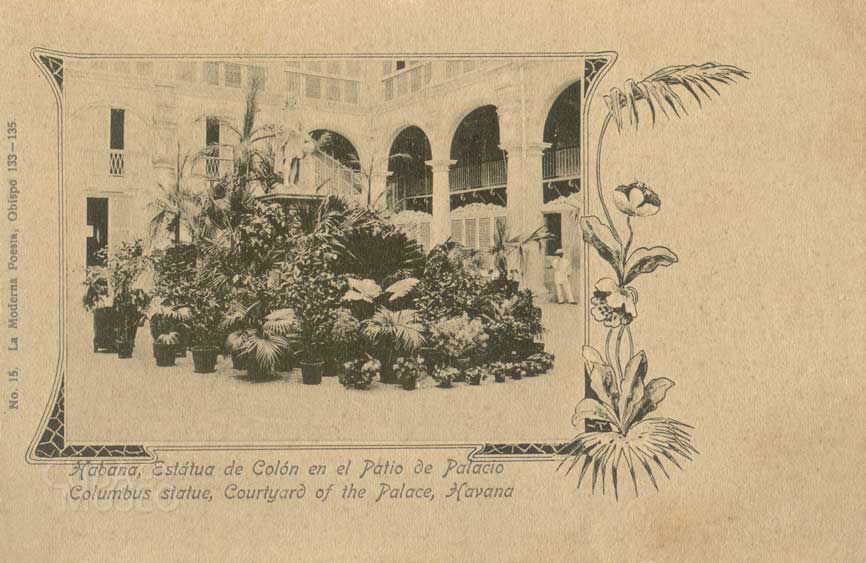 No. 15. La Moderna Poesia, Obispo 133–135
Habana, Estátua de Colón en el Patio de Palacio
Columbus statue, Courtyard of the Palace, Havana
MUSEO